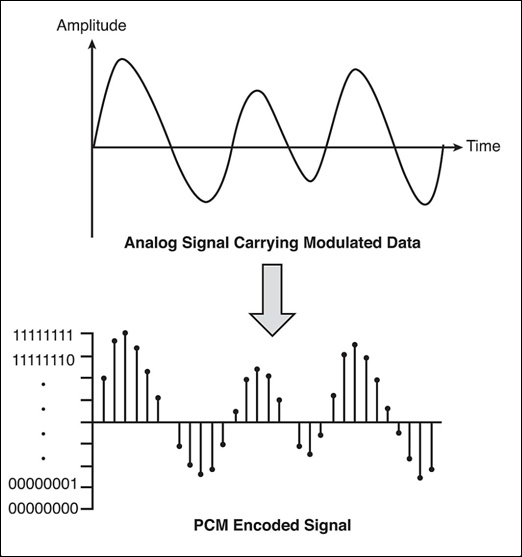 Amplitude
Time
Analog Signal Carrying Modulated Data
11111111
11111110
00000001
00000000
PCM Encoded Signal